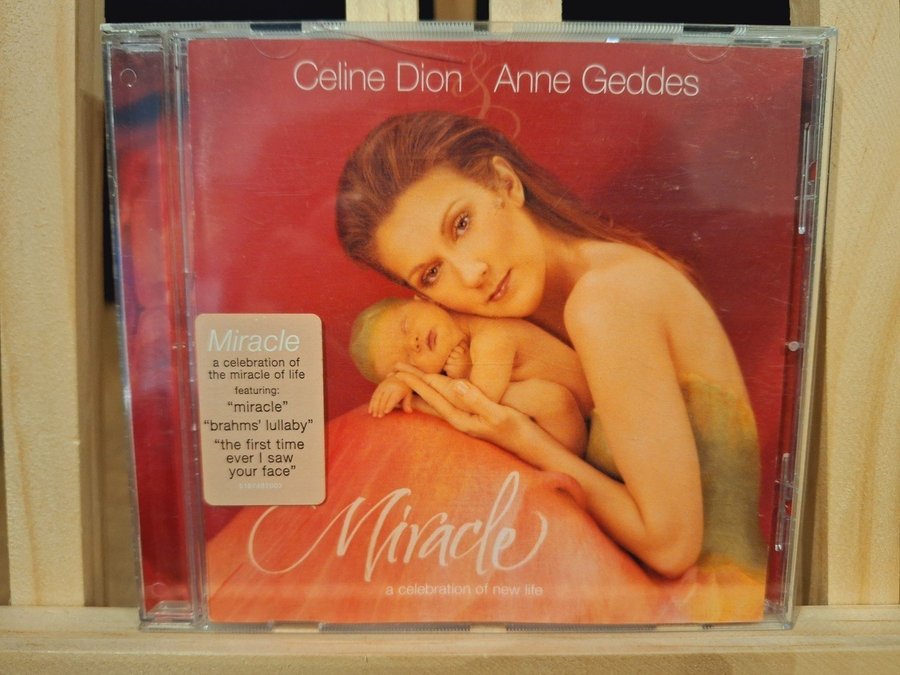 Celine Dion & Anne Geddes
Miracle
a celebration of
the miracle of life
featuring:
“miracle”
“brahms’ lullaby”
“the first time
ever I saw
your face”
Miracle
a celebration of new life